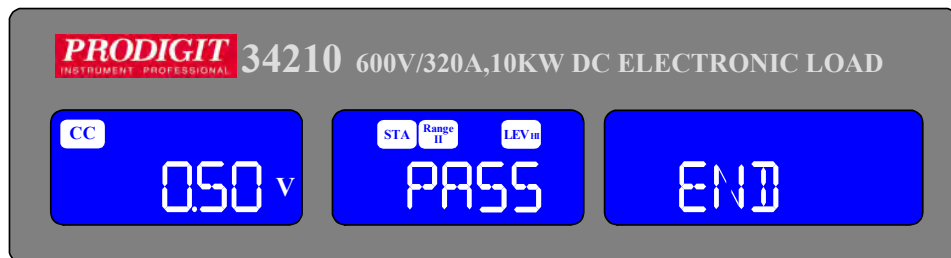 PRODIGIT 34210 600V/320A,10KW DC ELECTRONIC LOAD
INSTRUMENT PROFESSIONAL
CC STA Range II LEV HI
0.50 V PASS END